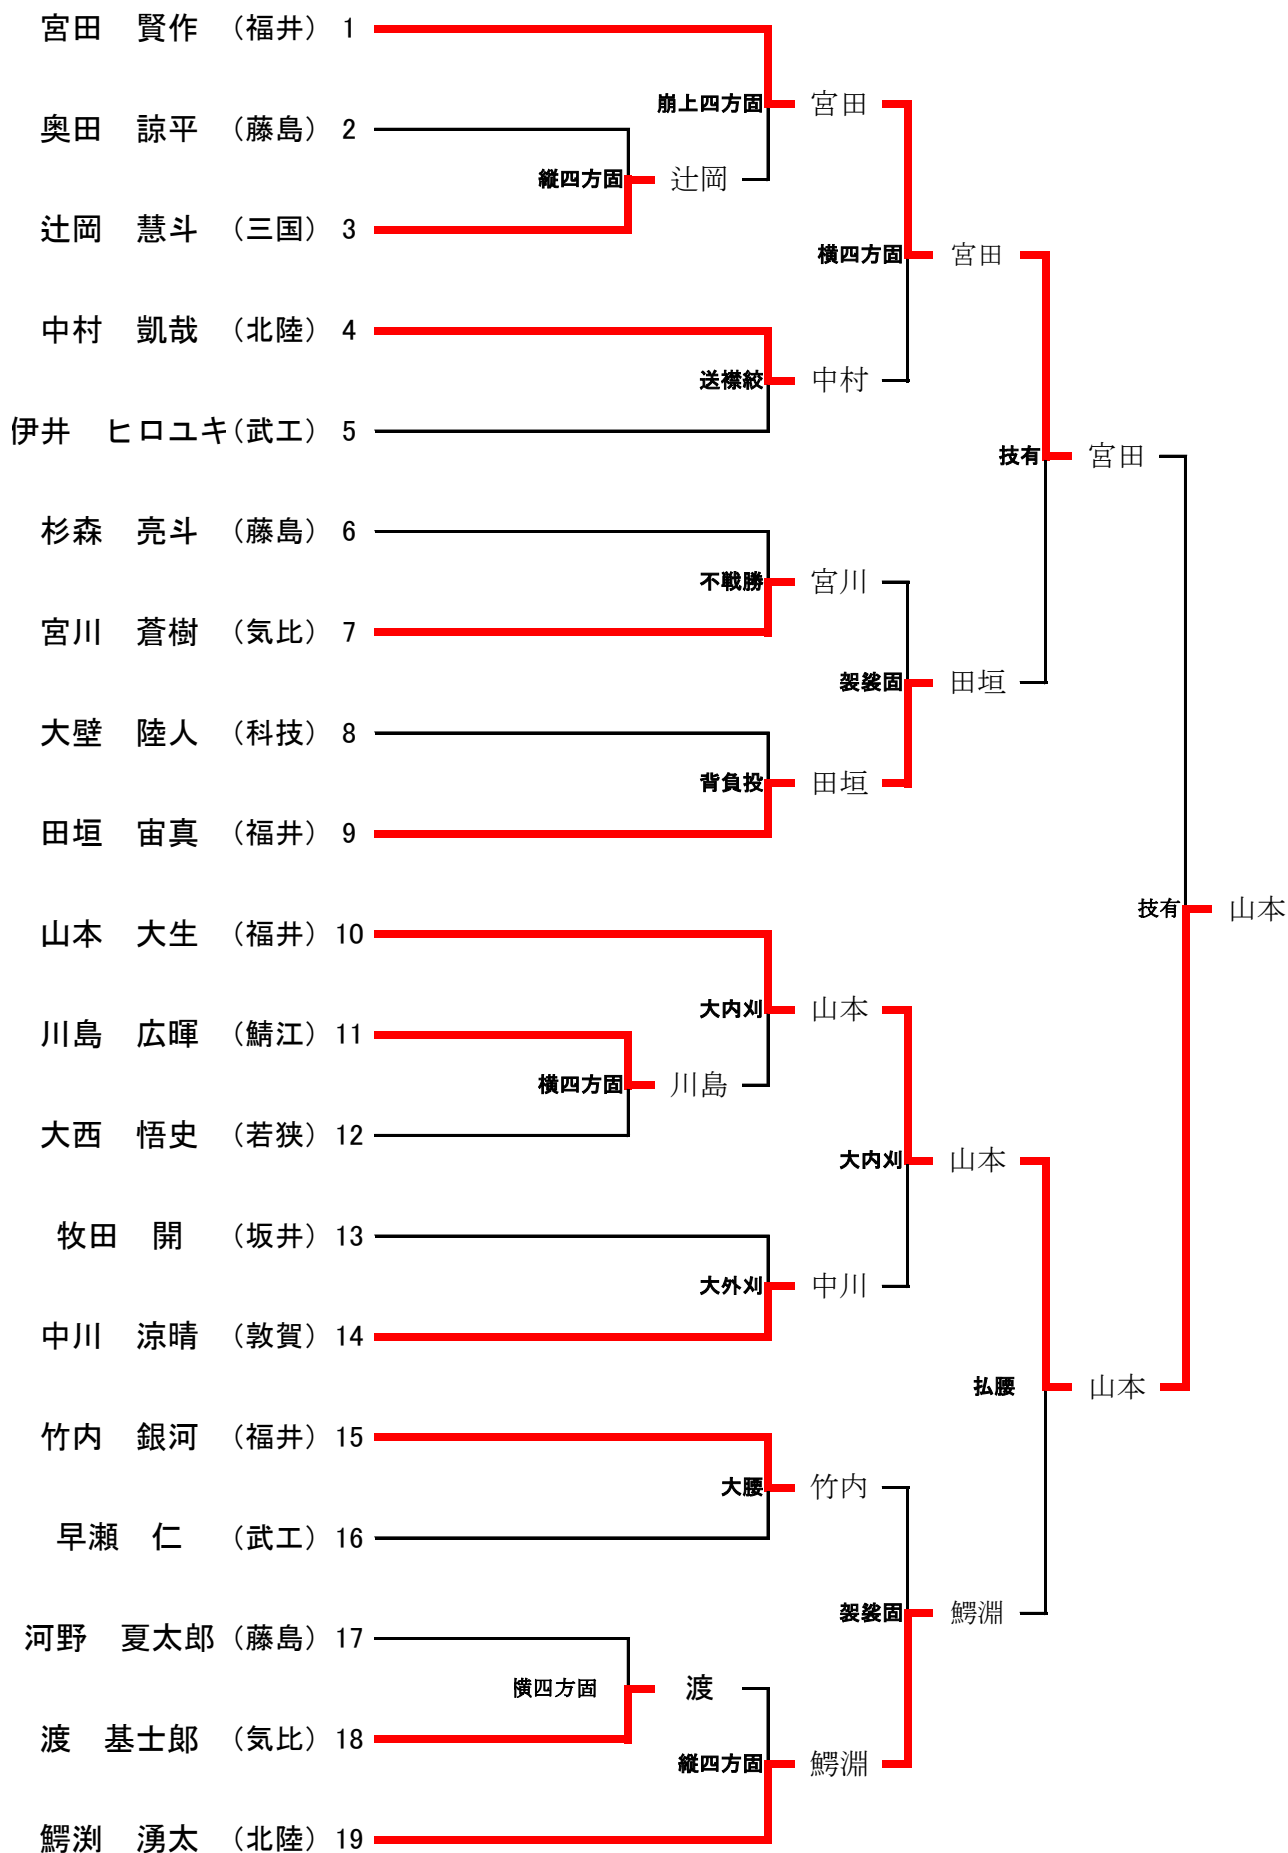 宮田　賢作　（福井）　1
崩上四方固　宮田
奥田　諒平　（藤島）　2
縦四方固　辻岡
辻岡　慧斗　（三国）　3
横四方固　宮田
中村　凱哉　（北陸）　4
送襟絞　中村
伊井　ヒロユキ（武工）　5
技有　宮田
杉森　亮斗　（藤島）　6
不戦勝　宮川
宮川　蒼樹　（気比）　7
袈裟固　田垣
大壁　陸人　（科技）　8
背負投　田垣
田垣　宙真　（福井）　9
技有　山本
山本　大生　（福井）　10
大内刈　山本
川島　広暉　（鯖江）　11
横四方固　川島
大西　悟史　（若狭）　12
大内刈　山本
牧田　開　（坂井）　13
大外刈　中川
中川　涼晴　（敦賀）　14
払腰　山本
竹内　銀河　（福井）　15
大腰　竹内
早瀬　仁　（武工）　16
袈裟固　鰐淵
河野　夏太郎（藤島）　17
横四方固　渡
渡　基士郎　（気比）　18
縦四方固　鰐淵
鰐渕　湧太　（北陸）　19